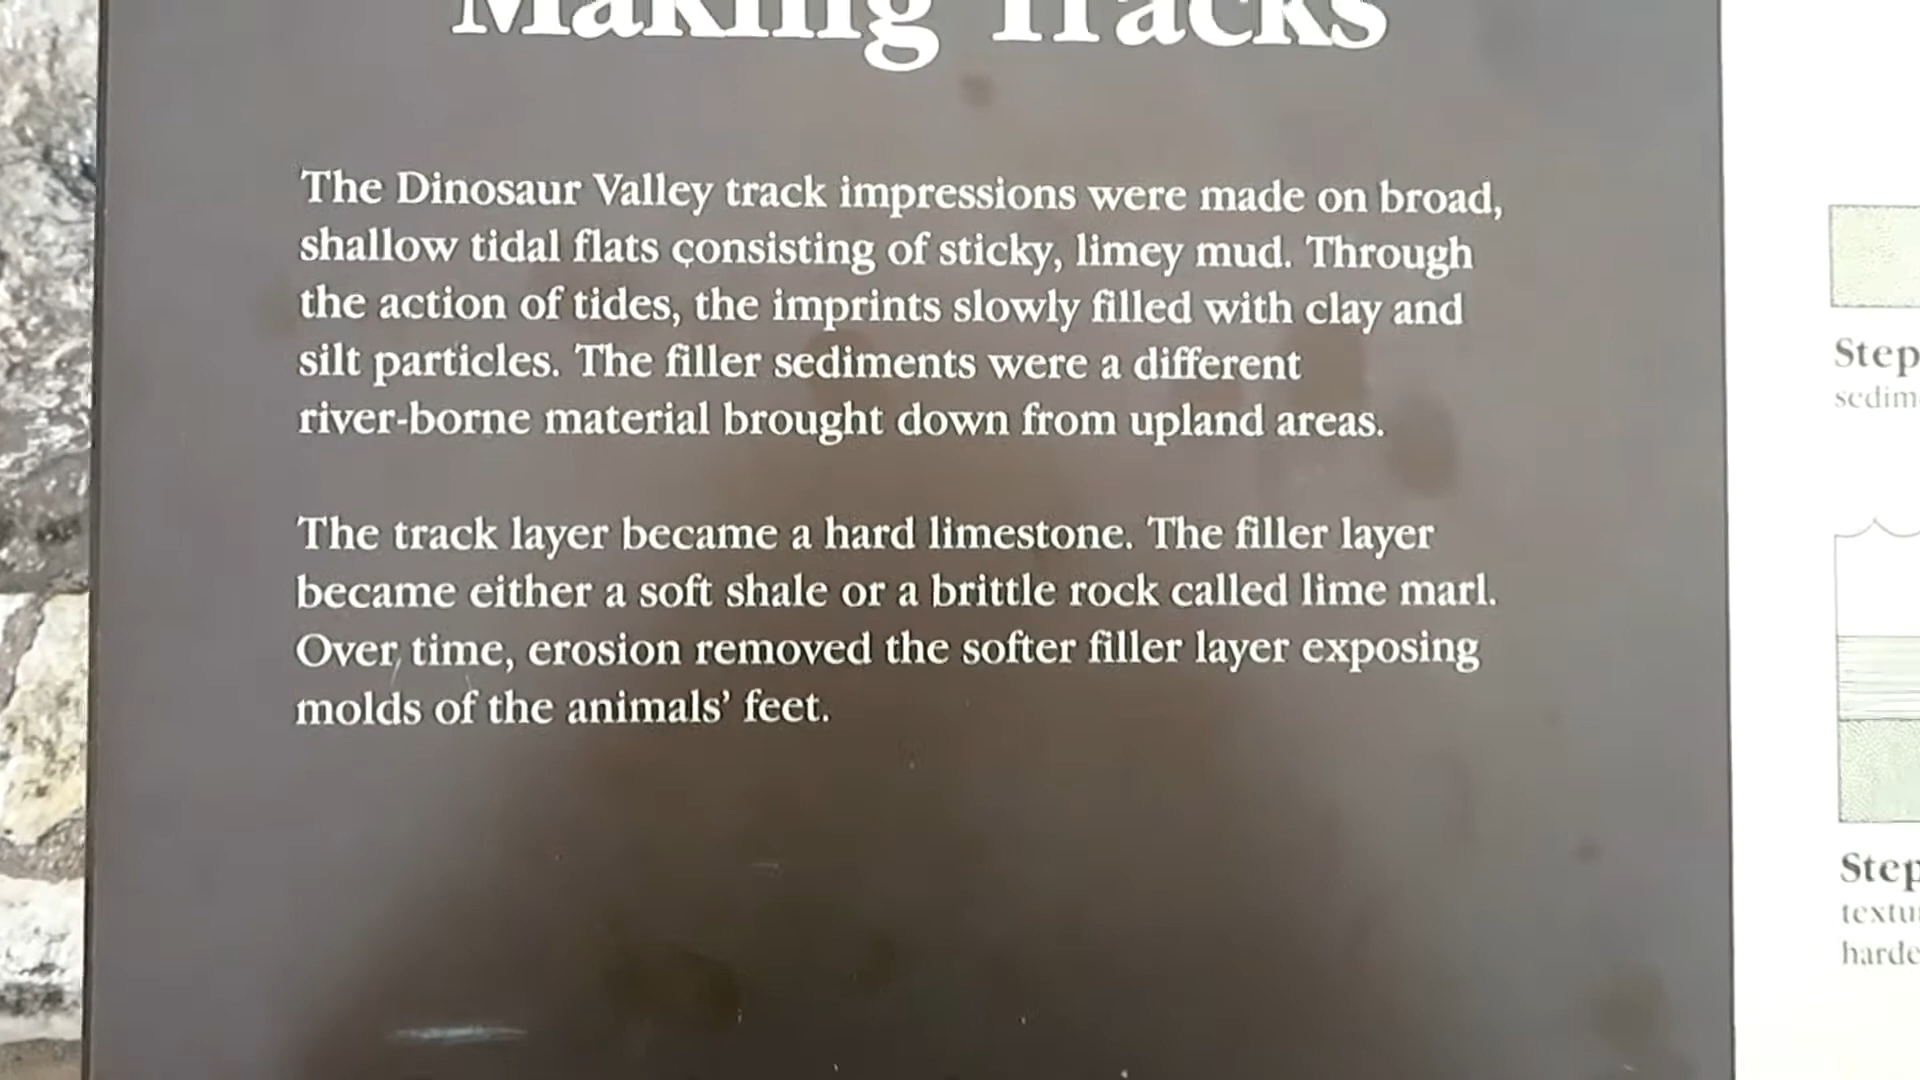 Making Tracks
The Dinosaur Valley track impressions were made on broad,
shallow tidal flats consisting of sticky, limey mud. Through
the action of tides, the imprints slowly filled with clay and
silt particles. The filler sediments were a different
river-borne material brought down from upland areas.
The track layer became a hard limestone. The filler layer
became either a soft shale or a brittle rock called lime marl.
Over time, erosion removed the softer filler layer exposing
molds of the animals’ feet.
Step
Step